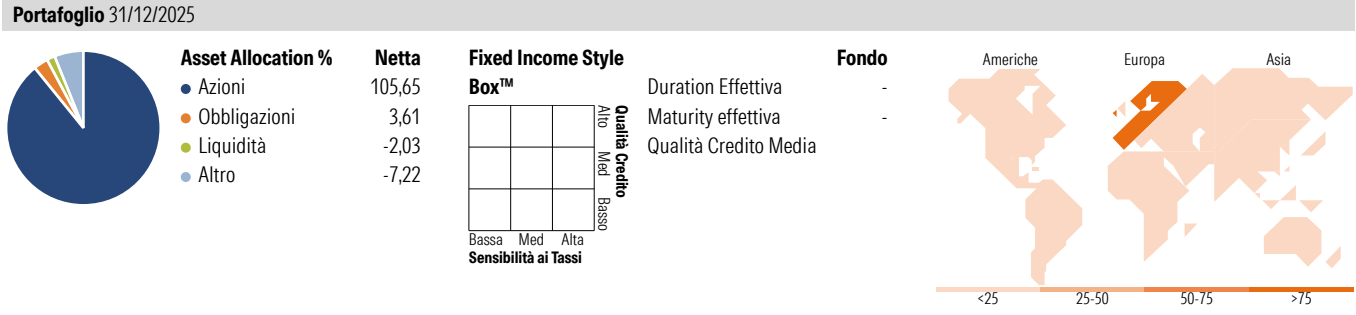 Portafoglio 31/12/2025
Asset Allocation % Netta
Azioni 105,65
Obbligazioni 3,61
Liquidità -2,03
Altro -7,22
Fixed Income Style
Box™
Alto
Med
Basso
Qualità Credito
Bassa Med Alta
Sensibilità ai Tassi
Fondo
Duration Effettiva -
Maturity effettiva -
Qualità Credito Media
Americhe Europa Asia
<25 25-50 50-75 >75